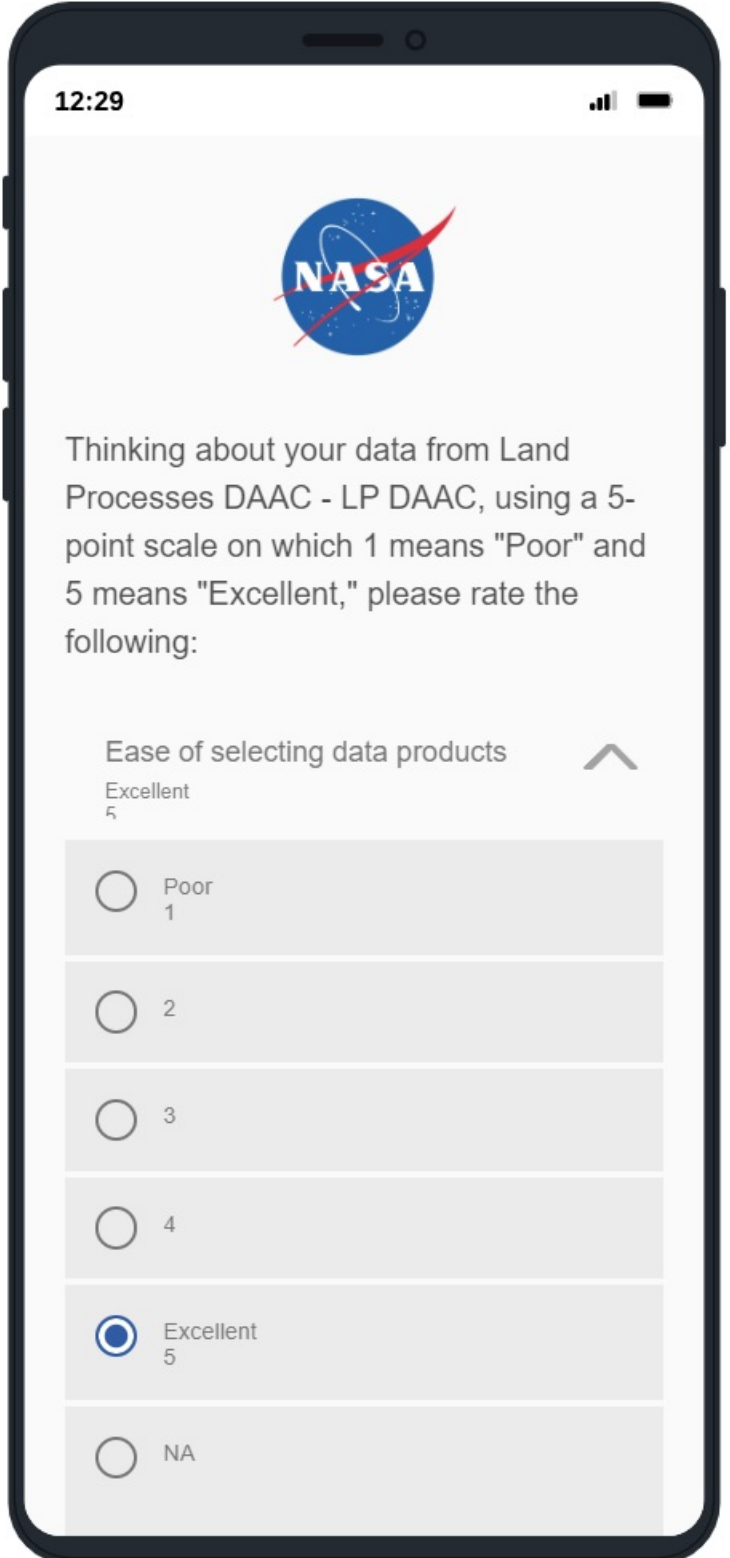 12:29
NASA
Thinking about your data from Land
Processes DAAC - LP DAAC, using a 5-
point scale on which 1 means "Poor" and
5 means "Excellent," please rate the
following:
Ease of selecting data products
Excellent
5
Poor
1
2
3
4
Excellent
5
NA